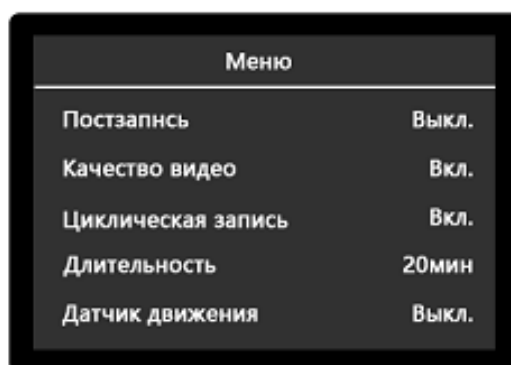 Меню
Постзапнсь Выкл.
Качество видео Вкл.
Циклическая запись Вкл.
Длительность 20мин
Датчик движения Выкл.